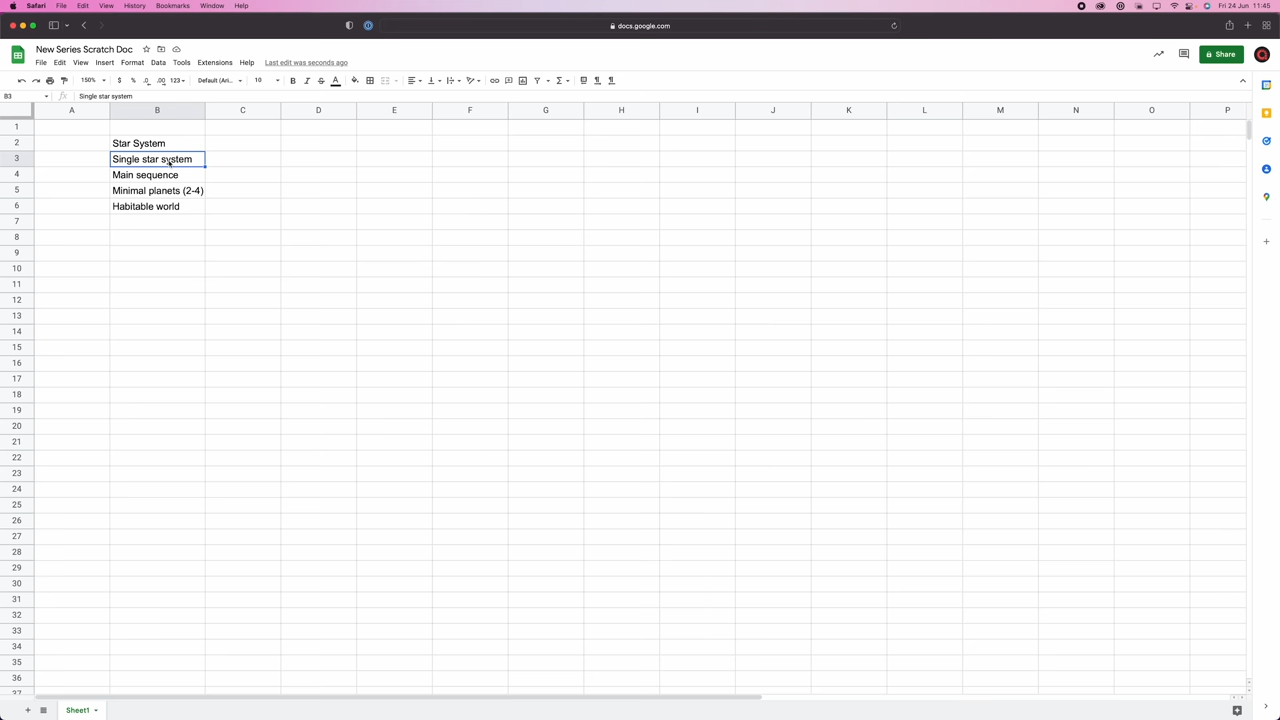 Safari File Edit View History Bookmarks Window Help Fri 24 Jun 11:45
docs.google.com
New Series Scratch Doc
File Edit View Insert Format Data Tools Extensions Help Last edit was seconds ago Share
150% $ % .0 .00 123 Default (Ari... 10 B I S A
B3 fx Single star system
A B C D E F G H I J K L M N O P
1
2 Star System
3 Single star system
4 Main sequence
5 Minimal planets (2-4)
6 Habitable world
7
8
9
10
11
12
13
14
15
16
17
18
19
20
21
22
23
24
25
26
27
28
29
30
31
32
33
34
35
36
37
Sheet1